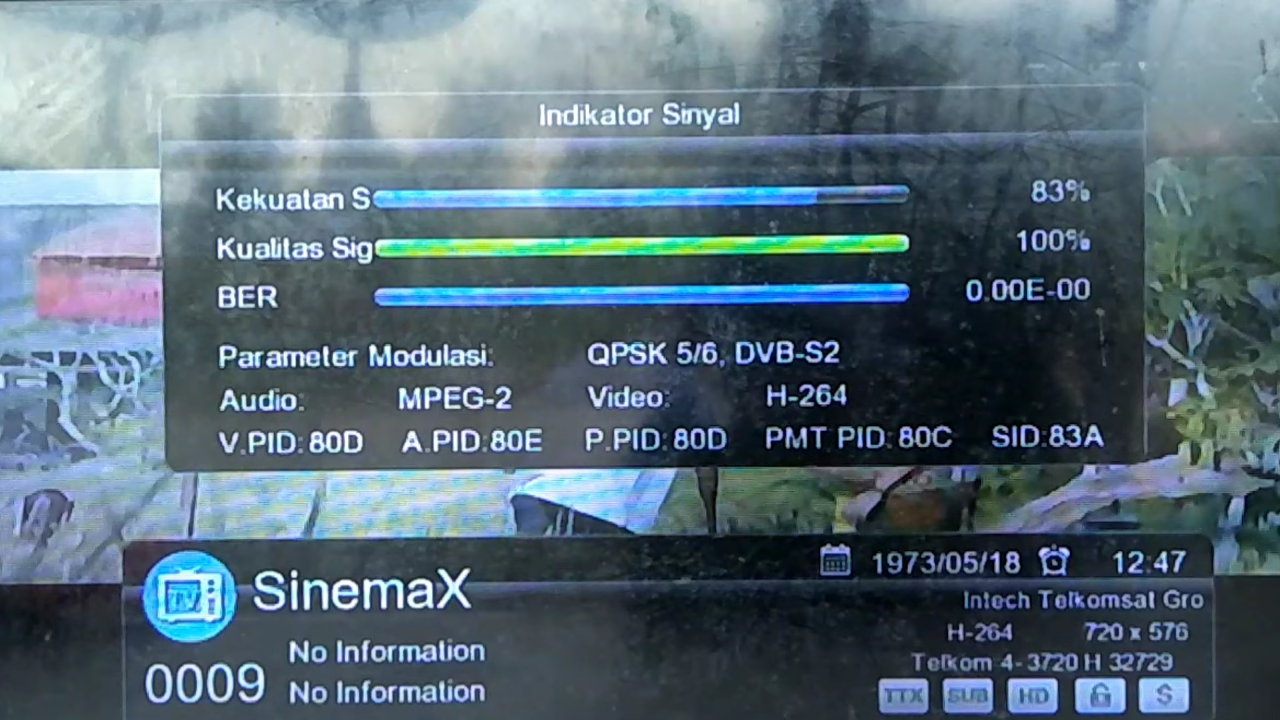 Indikator Sinyal
Kekuatan S 83%
Kualitas Sig 100%
BER 0.00E-00
Parameter Modulasi: QPSK 5/6, DVB-S2
Audio: MPEG-2 Video: H-264
V.PID: 80D A.PID:80E P.PID: 80D PMT PID: 80C SID:83A
SinemaX 1973/05/18 12:47
Intech Telkomsat Gro
No Information H-264 720 x 576
Telkom 4- 3720 H 32729
0009 No Information TTX SUB HD $